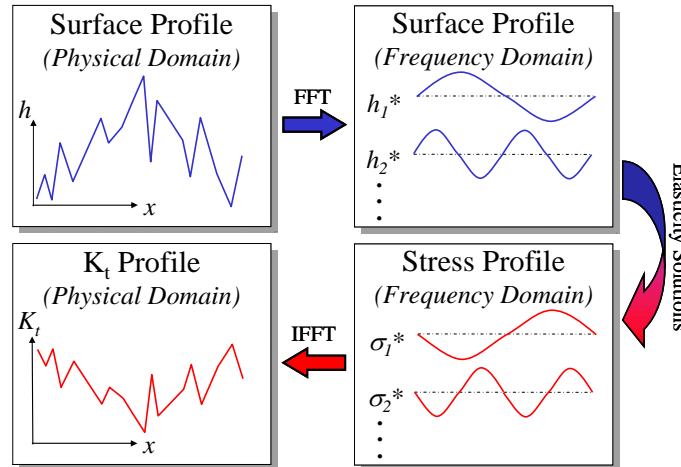 Surface Profile
(Physical Domain)
h
x
FFT
Surface Profile
(Frequency Domain)
h₁*
h₂*
Elasticity Solutions
Stress Profile
(Frequency Domain)
σ₁*
σ₂*
IFFT
Kₜ Profile
(Physical Domain)
Kₜ
x